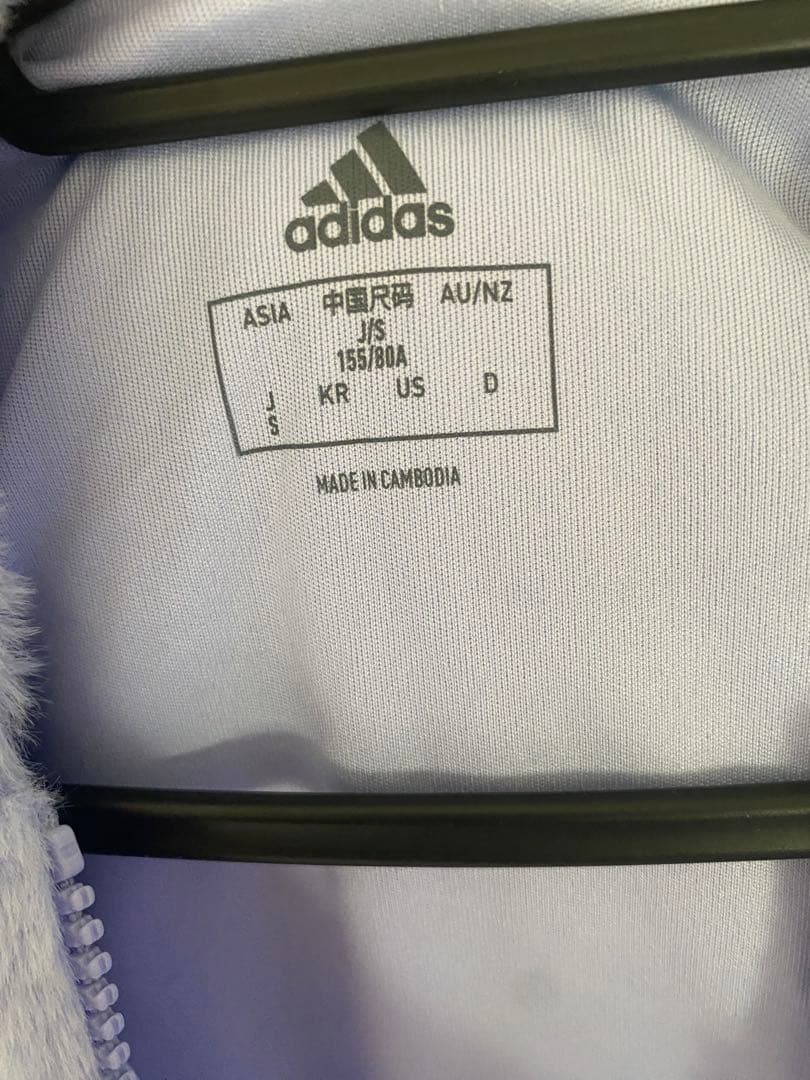 adidas
ASIA 中国尺码 AU/NZ
J/S
155/80A
J KR US D
S
MADE IN CAMBODIA